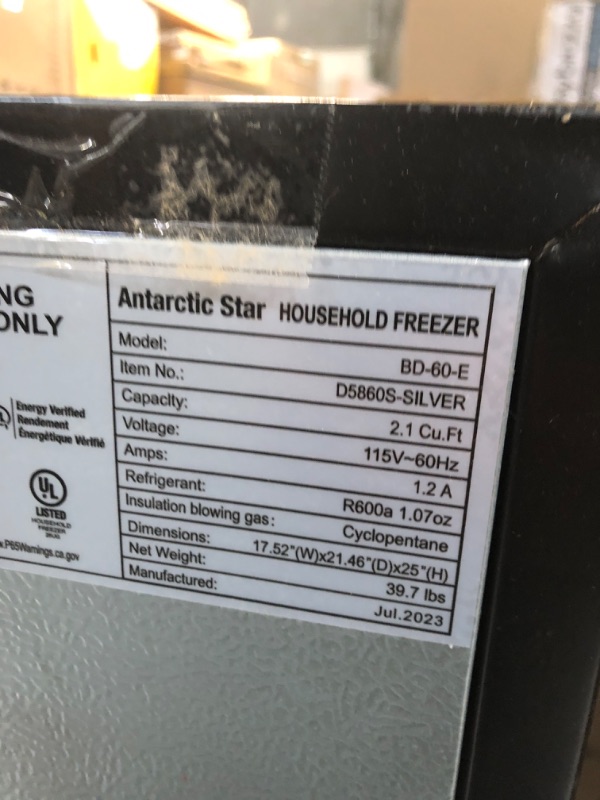 NG
ONLY
Energy Verified
Rendement
Énergétique Vérifié
UL
LISTED
HOUSEHOLD
FREEZER
.P65Warnings.ca.gov
Antarctic Star HOUSEHOLD FREEZER
Model: BD-60-E
Item No.: D5860S-SILVER
Capacity: 2.1 Cu.Ft
Voltage: 115V~60Hz
Amps: 1.2 A
Refrigerant: R600a 1.07oz
Insulation blowing gas: Cyclopentane
Dimensions: 17.52"(W)x21.46"(D)x25"(H)
Net Weight: 39.7 lbs
Manufactured: Jul.2023